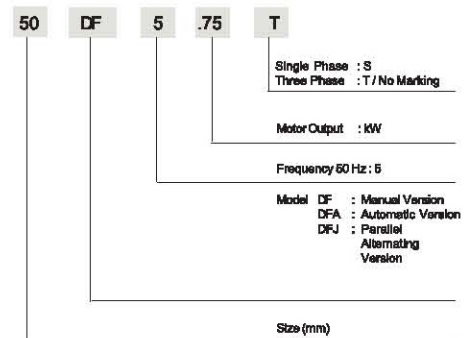 50 DF 5 .75 T
Single Phase : S
Three Phase : T / No Marking
Motor Output : kW
Frequency 50 Hz : 5
Model DF : Manual Version
DFA : Automatic Version
DFJ : Parallel
Alternating
Version
Size (mm)